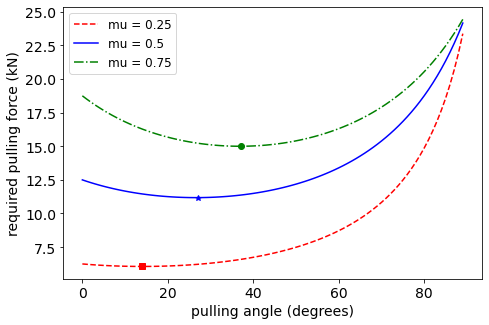 25.0
22.5
20.0
17.5
15.0
12.5
10.0
7.5
required pulling force (kN)
mu = 0.25
mu = 0.5
mu = 0.75
0 20 40 60 80
pulling angle (degrees)